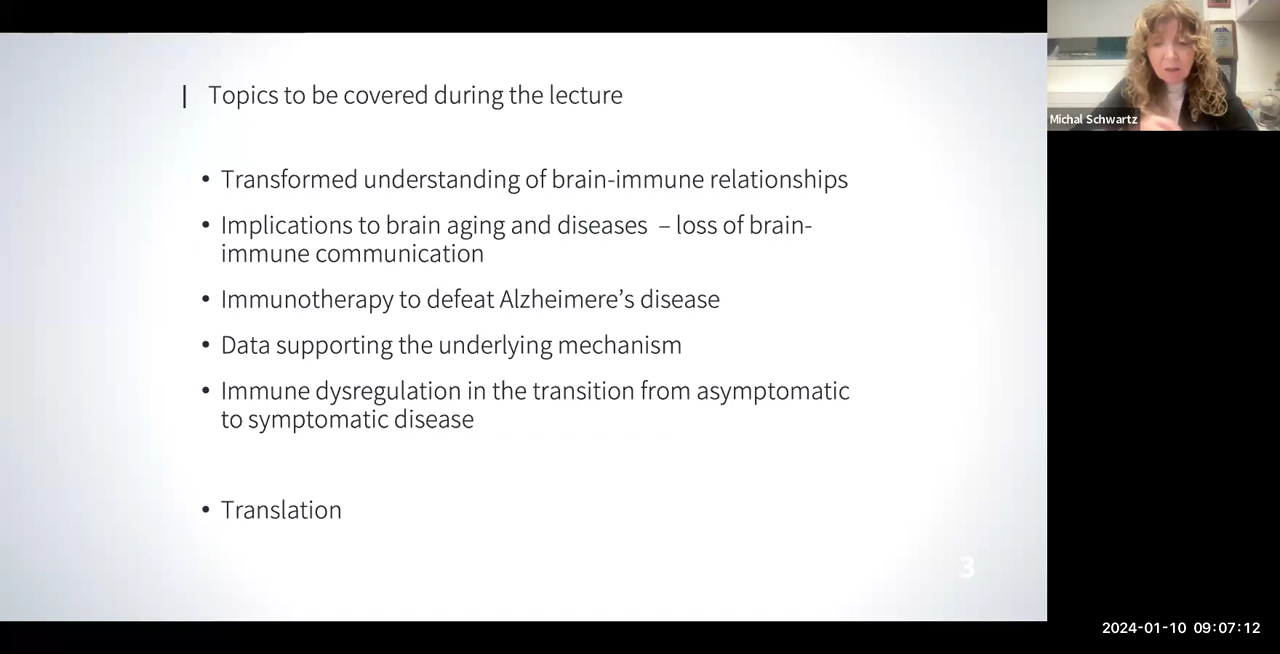 | Topics to be covered during the lecture
• Transformed understanding of brain-immune relationships
• Implications to brain aging and diseases – loss of brain-
immune communication
• Immunotherapy to defeat Alzheimere’s disease
• Data supporting the underlying mechanism
• Immune dysregulation in the transition from asymptomatic
to symptomatic disease
• Translation
3
Michal Schwartz
2024-01-10 09:07:12